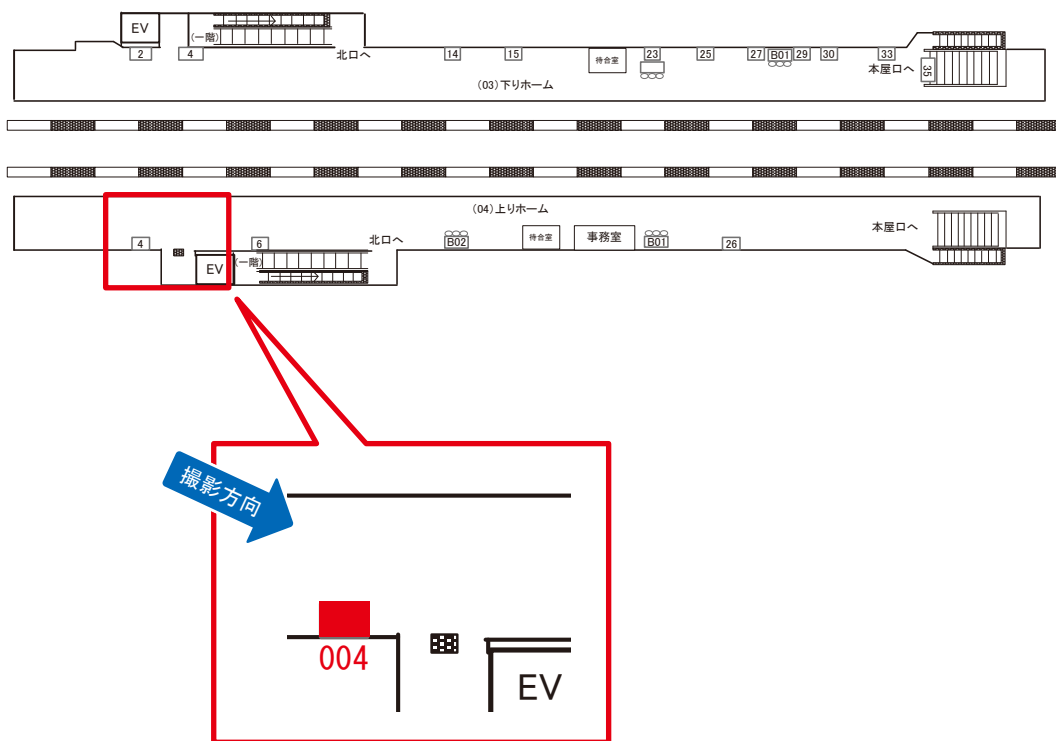 EV
(一階)
2
4
北口へ
14
15
待合室
23
25
27
B01
29
30
33
本屋口へ
35
(03)下りホーム
(04)上りホーム
4
EV
(一階)
6
北口へ
B02
待合室
事務室
B01
26
本屋口へ
撮影方向
004
EV